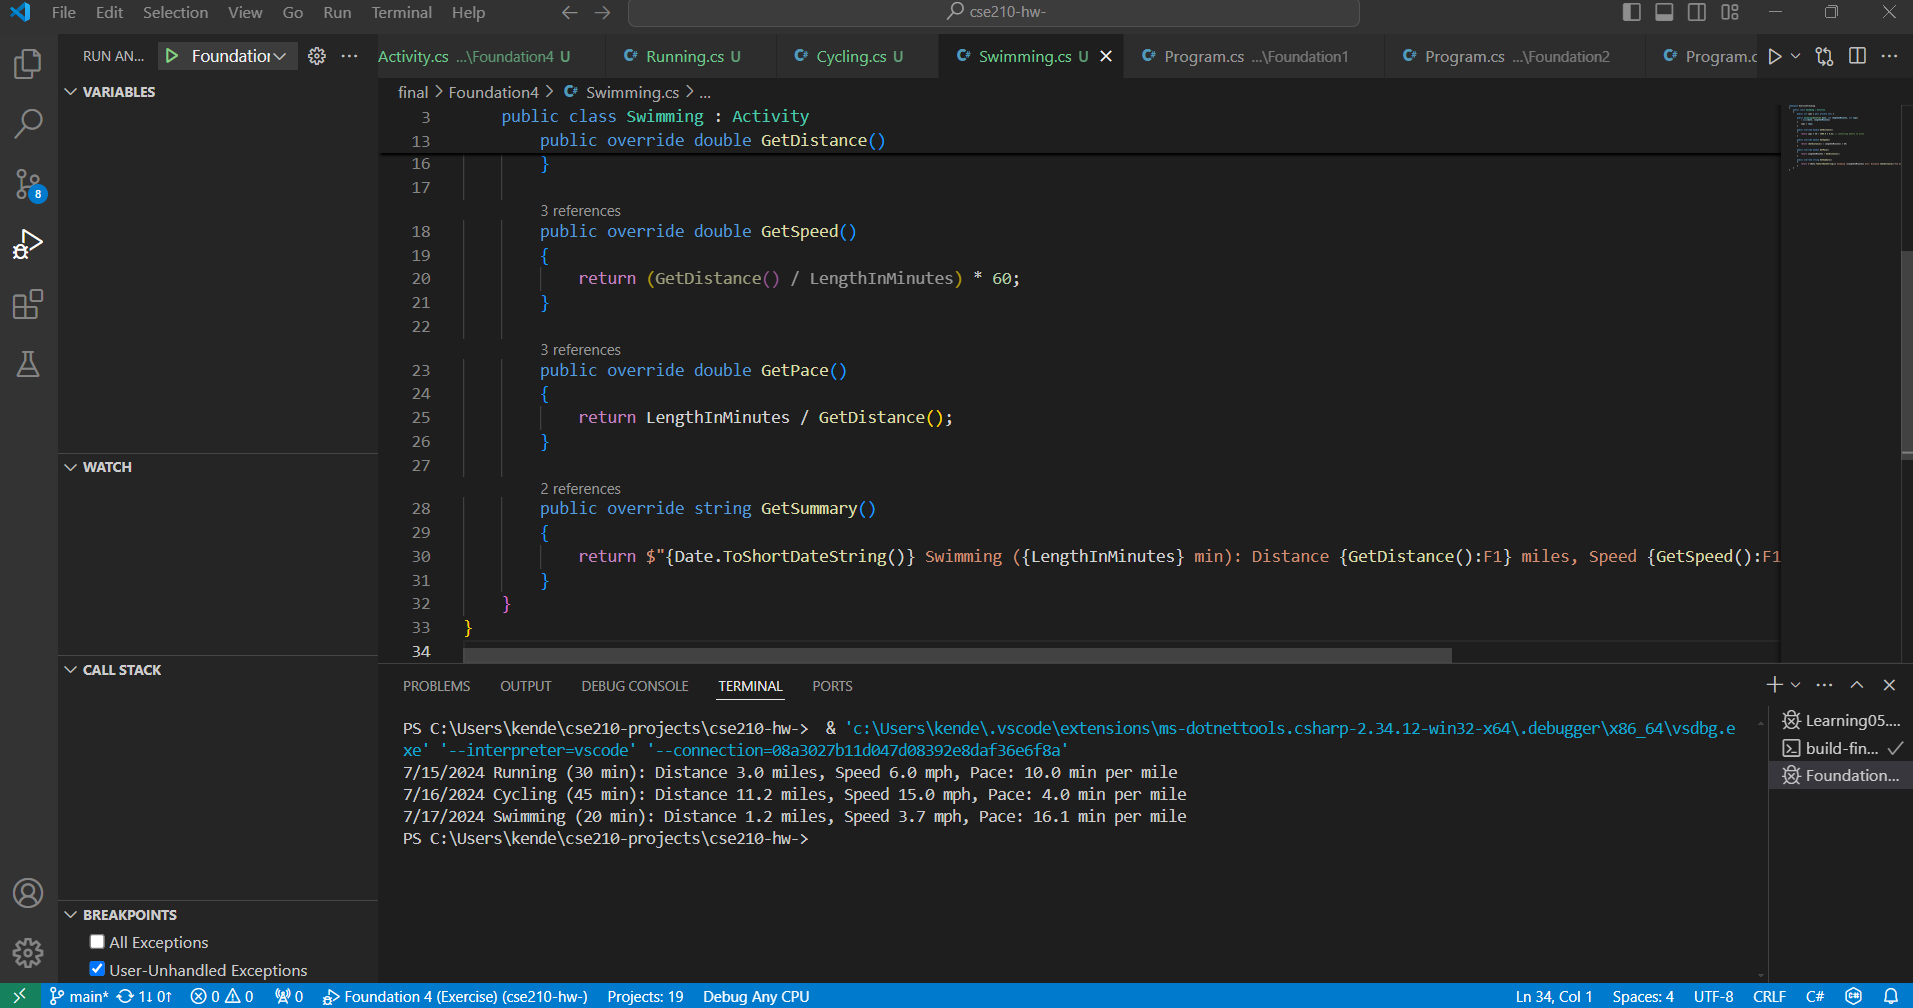 File Edit Selection View Go Run Terminal Help
cse210-hw-
RUN AN... Foundation
Activity.cs ...\Foundation4 U
Running.cs U
Cycling.cs U
Swimming.cs U
Program.cs ...\Foundation1
Program.cs ...\Foundation2
Program.c
VARIABLES
final > Foundation4 > Swimming.cs > ...
3 public class Swimming : Activity
13 public override double GetDistance()
16 }
17
3 references
18 public override double GetSpeed()
19 {
20 return (GetDistance() / LengthInMinutes) * 60;
21 }
22
3 references
23 public override double GetPace()
24 {
25 return LengthInMinutes / GetDistance();
26 }
27
2 references
28 public override string GetSummary()
29 {
30 return $"{Date.ToShortDateString()} Swimming ({LengthInMinutes} min): Distance {GetDistance():F1} miles, Speed {GetSpeed():F1
31 }
32 }
33 }
34
WATCH
CALL STACK
BREAKPOINTS
All Exceptions
User-Unhandled Exceptions
8
PROBLEMS OUTPUT DEBUG CONSOLE TERMINAL PORTS
PS C:\Users\kende\cse210-projects\cse210-hw-> & 'c:\Users\kende\.vscode\extensions\ms-dotnettools.csharp-2.34.12-win32-x64\.debugger\x86_64\vsdbg.e
xe' '--interpreter=vscode' '--connection=08a3027b11d047d08392e8daf36e6f8a'
7/15/2024 Running (30 min): Distance 3.0 miles, Speed 6.0 mph, Pace: 10.0 min per mile
7/16/2024 Cycling (45 min): Distance 11.2 miles, Speed 15.0 mph, Pace: 4.0 min per mile
7/17/2024 Swimming (20 min): Distance 1.2 miles, Speed 3.7 mph, Pace: 16.1 min per mile
PS C:\Users\kende\cse210-projects\cse210-hw->
Learning05....
build-fin...
Foundation...
main* 1↓ 0↑ 0 0 0 Foundation 4 (Exercise) (cse210-hw-) Projects: 19 Debug Any CPU
Ln 34, Col 1 Spaces: 4 UTF-8 CRLF C#